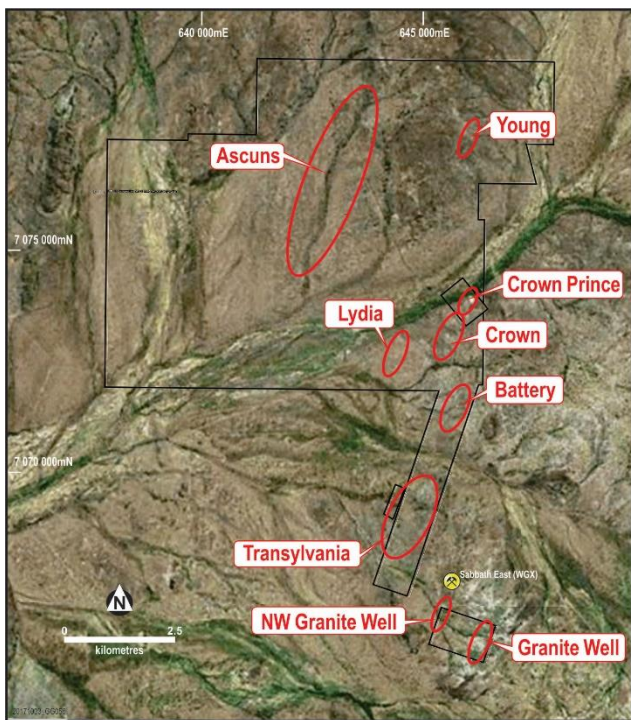 640 000mE
645 000mE
Young
Ascuns
7 075 000mN
Crown Prince
Lydia
Crown
Battery
7 070 000mN
Transylvania
Sabbath East (WGX)
N
NW Granite Well
0 2.5
kilometres
Granite Well